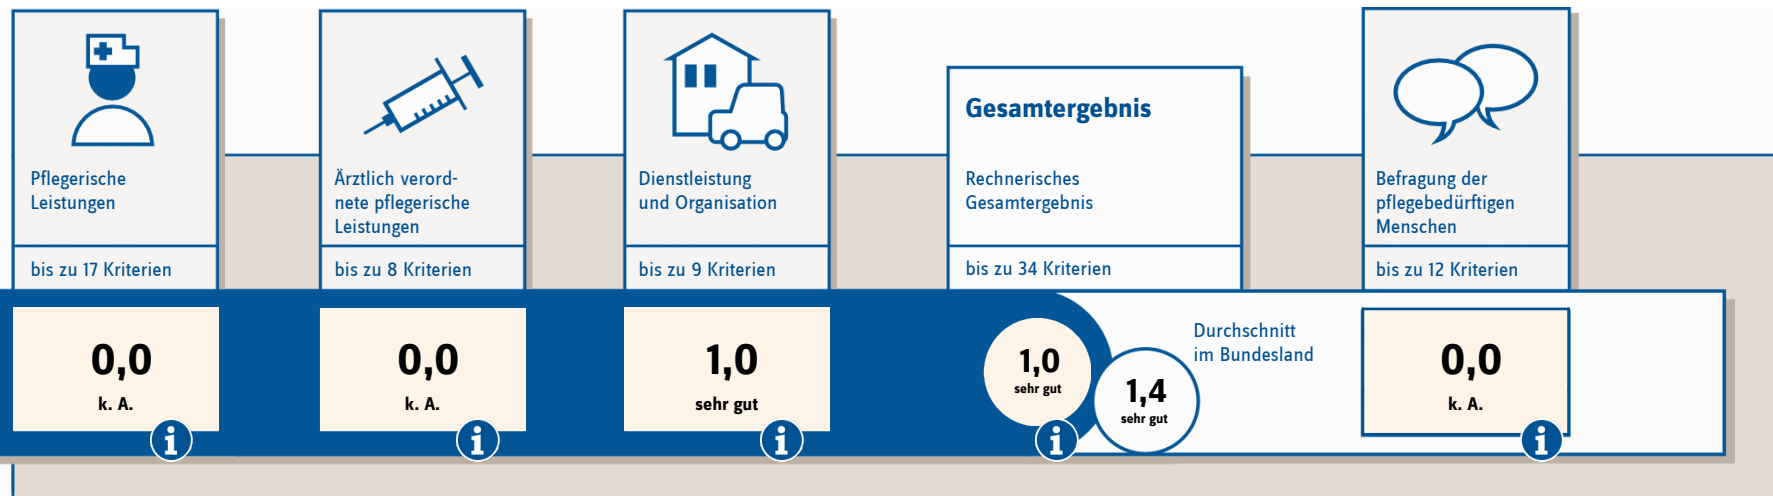 Pflegerische
Leistungen
bis zu 17 Kriterien
0,0
k. A.
i
Ärztlich verord-
nete pflegerische
Leistungen
bis zu 8 Kriterien
0,0
k. A.
i
Dienstleistung
und Organisation
bis zu 9 Kriterien
1,0
sehr gut
i
Gesamtergebnis
Rechnerisches
Gesamtergebnis
bis zu 34 Kriterien
1,0
sehr gut
i
1,4
sehr gut
Durchschnitt
im Bundesland
Befragung der
pflegebedürftigen
Menschen
bis zu 12 Kriterien
0,0
k. A.
i